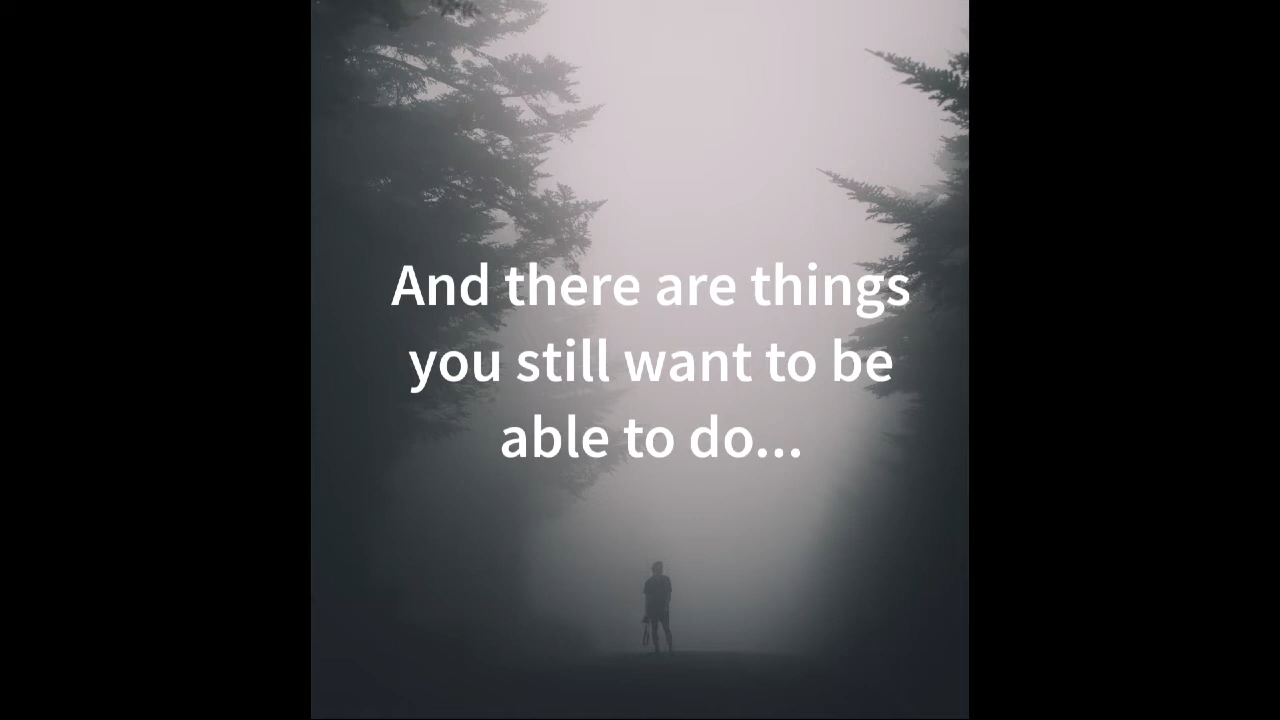 And there are things
you still want to be
able to do...